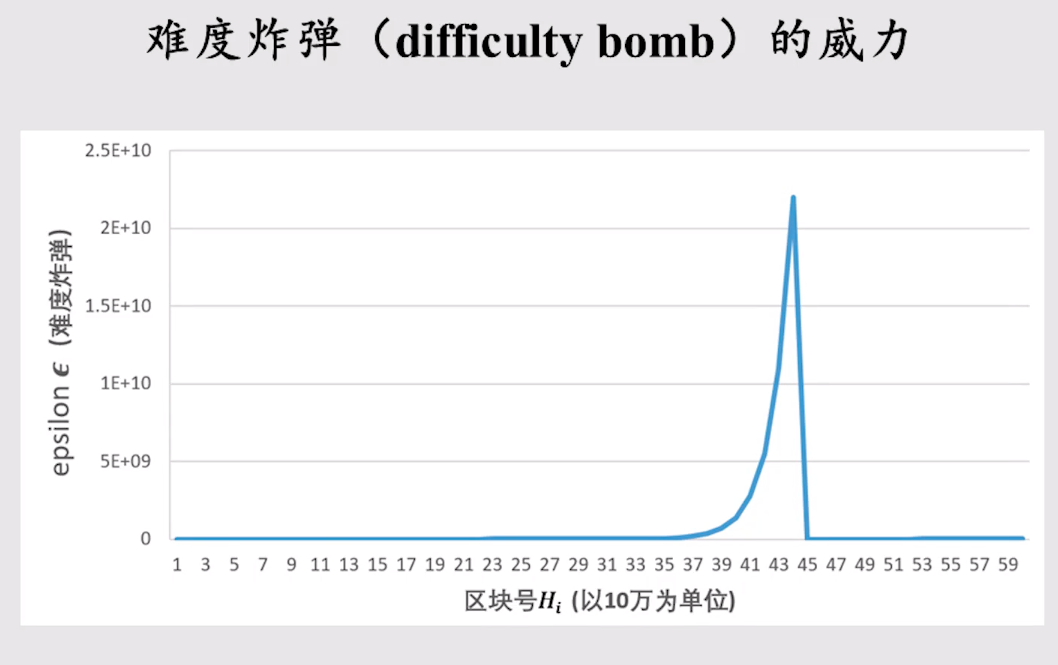 难度炸弹（difficulty bomb）的威力
2.5E+10
2E+10
1.5E+10
1E+10
5E+09
0
epsilon ϵ (难度炸弹)
1 3 5 7 9 11 13 15 17 19 21 23 25 27 29 31 33 35 37 39 41 43 45 47 49 51 53 55 57 59
区块号Hᵢ (以10万为单位)